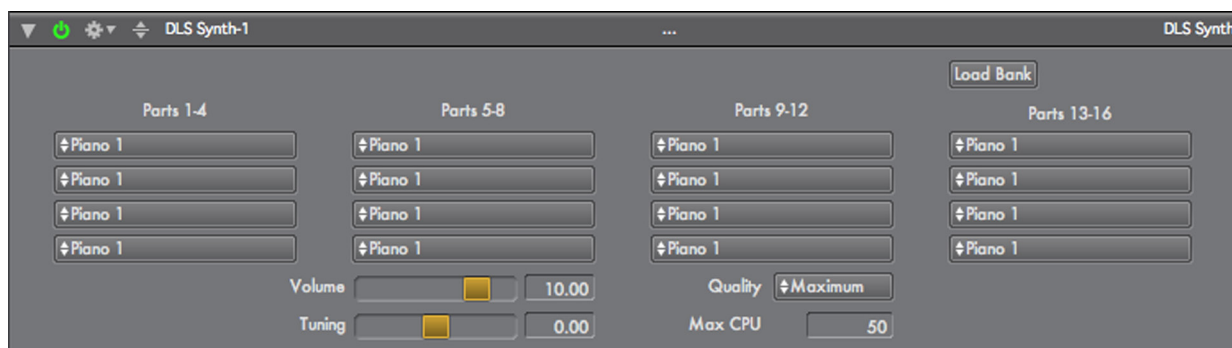 DLS Synth-1 ... DLS Synth
Load Bank
Parts 1-4 Parts 5-8 Parts 9-12 Parts 13-16
Piano 1 Piano 1 Piano 1 Piano 1
Piano 1 Piano 1 Piano 1 Piano 1
Piano 1 Piano 1 Piano 1 Piano 1
Piano 1 Piano 1 Piano 1 Piano 1
Volume 10.00 Quality Maximum
Tuning 0.00 Max CPU 50